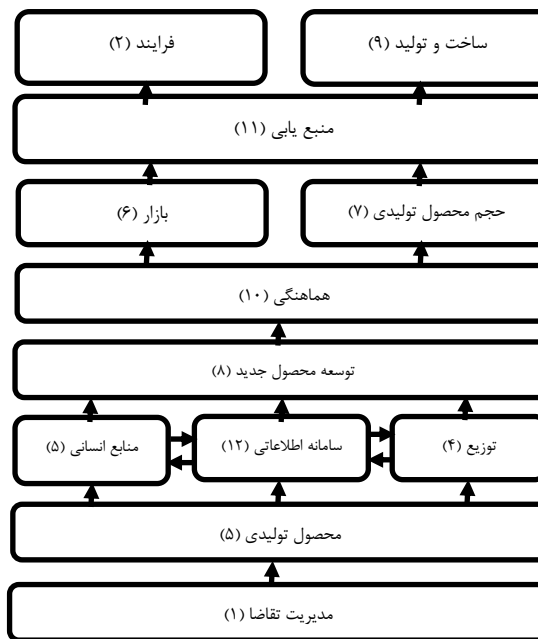 ساخت و تولید (۹)
فرایند (۲)
منبع یابی (۱۱)
حجم محصول تولیدی (۷)
بازار (۶)
هماهنگی (۱۰)
توسعه محصول جدید (۸)
توزیع (۴)
سامانه اطلاعاتی (۱۲)
منابع انسانی (۵)
محصول تولیدی (۵)
مدیریت تقاضا (۱)